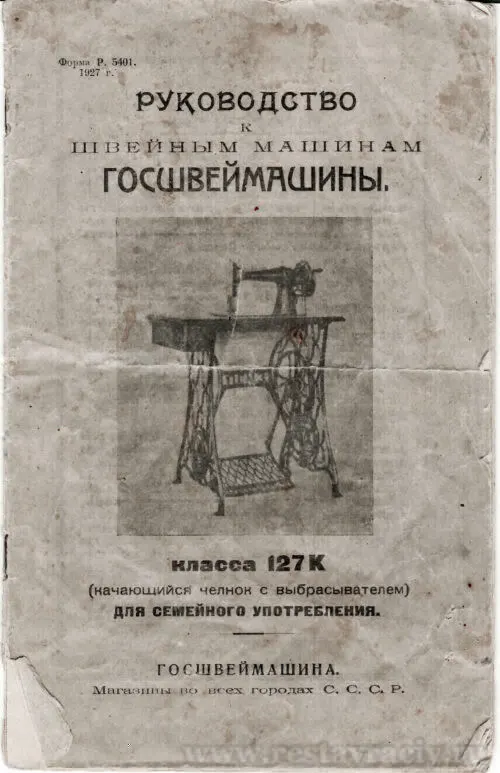 Форма Р. 5401.
1927 г.
РУКОВОДСТВО
К
ШВЕЙНЫМ МАШИНАМ
ГОСШВЕЙМАШИНЫ.
класса 127К
(качающийся челнок с выбрасывателем)
ДЛЯ СЕМЕЙНОГО УПОТРЕБЛЕНИЯ.
ГОСШВЕЙМАШИНА.
Магазины во всех городах С. С. С. Р.
www.restavraciy.ru